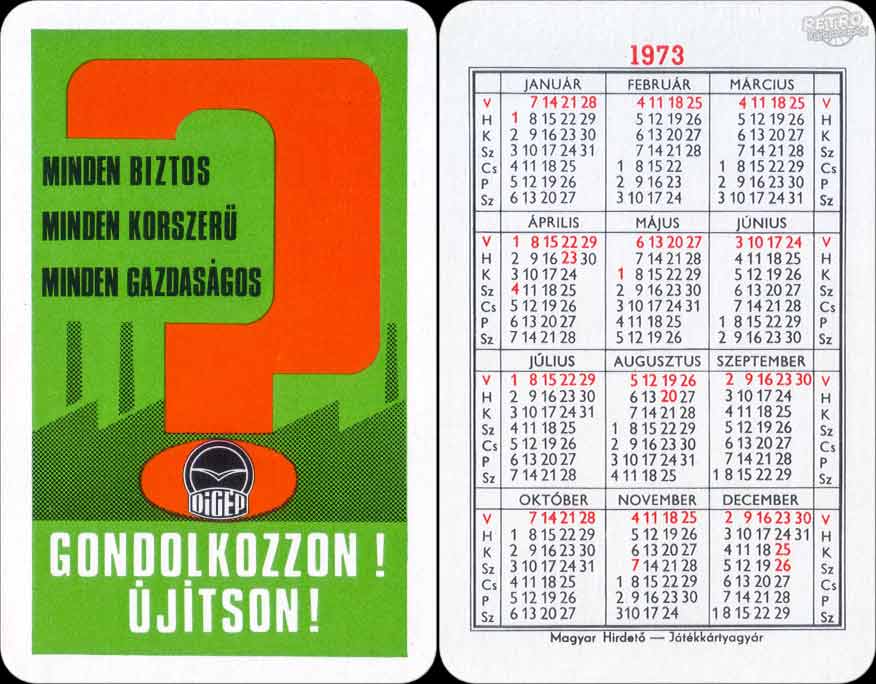 MINDEN BIZTOS
MINDEN KORSZERŰ
MINDEN GAZDASÁGOS
DIGÉP
GONDOLKOZZON !
ÚJÍTSON !
RETRO
1973
JANUÁR FEBRUÁR MÁRCIUS
V 7 14 21 28 4 11 18 25 4 11 18 25 V
H 1 8 15 22 29 5 12 19 26 5 12 19 26 H
K 2 9 16 23 30 6 13 20 27 6 13 20 27 K
Sz 3 10 17 24 31 7 14 21 28 7 14 21 28 Sz
Cs 4 11 18 25 1 8 15 22 1 8 15 22 29 Cs
P 5 12 19 26 2 9 16 23 2 9 16 23 30 P
Sz 6 13 20 27 3 10 17 24 3 10 17 24 31 Sz
ÁPRILIS MÁJUS JÚNIUS
V 1 8 15 22 29 6 13 20 27 3 10 17 24 V
H 2 9 16 23 30 7 14 21 28 4 11 18 25 H
K 3 10 17 24 1 8 15 22 29 5 12 19 26 K
Sz 4 11 18 25 2 9 16 23 30 6 13 20 27 Sz
Cs 5 12 19 26 3 10 17 24 31 7 14 21 28 Cs
P 6 13 20 27 4 11 18 25 1 8 15 22 29 P
Sz 7 14 21 28 5 12 19 26 2 9 16 23 30 Sz
JÚLIUS AUGUSZTUS SZEPTEMBER
V 1 8 15 22 29 5 12 19 26 2 9 16 23 30 V
H 2 9 16 23 30 6 13 20 27 3 10 17 24 H
K 3 10 17 24 31 7 14 21 28 4 11 18 25 K
Sz 4 11 18 25 1 8 15 22 29 5 12 19 26 Sz
Cs 5 12 19 26 2 9 16 23 30 6 13 20 27 Cs
P 6 13 20 27 3 10 17 24 31 7 14 21 28 P
Sz 7 14 21 28 4 11 18 25 1 8 15 22 29 Sz
OKTÓBER NOVEMBER DECEMBER
V 7 14 21 28 4 11 18 25 2 9 16 23 30 V
H 1 8 15 22 29 5 12 19 26 3 10 17 24 31 H
K 2 9 16 23 30 6 13 20 27 4 11 18 25 K
Sz 3 10 17 24 31 7 14 21 28 5 12 19 26 Sz
Cs 4 11 18 25 1 8 15 22 29 6 13 20 27 Cs
P 5 12 19 26 2 9 16 23 30 7 14 21 28 P
Sz 6 13 20 27 3 10 17 24 1 8 15 22 29 Sz
Magyar Hirdető — Játékkártyagyár